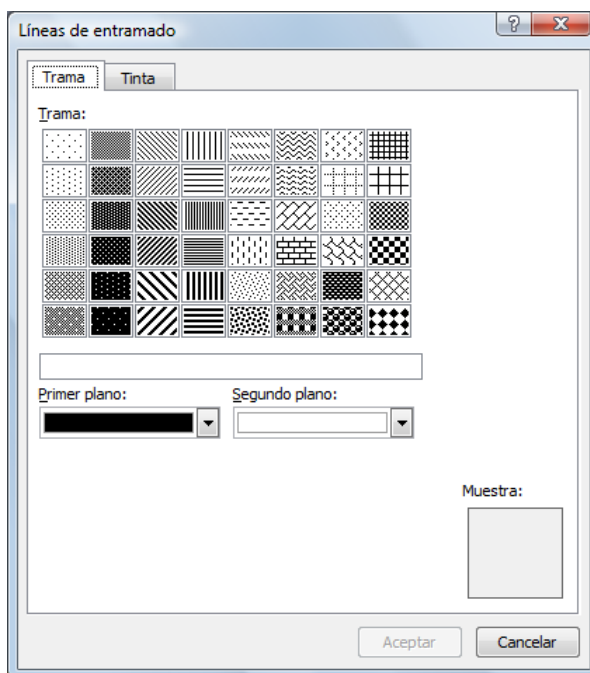 Líneas de entramado
Trama Tinta
Trama:
Primer plano: Segundo plano:
Muestra:
Aceptar Cancelar